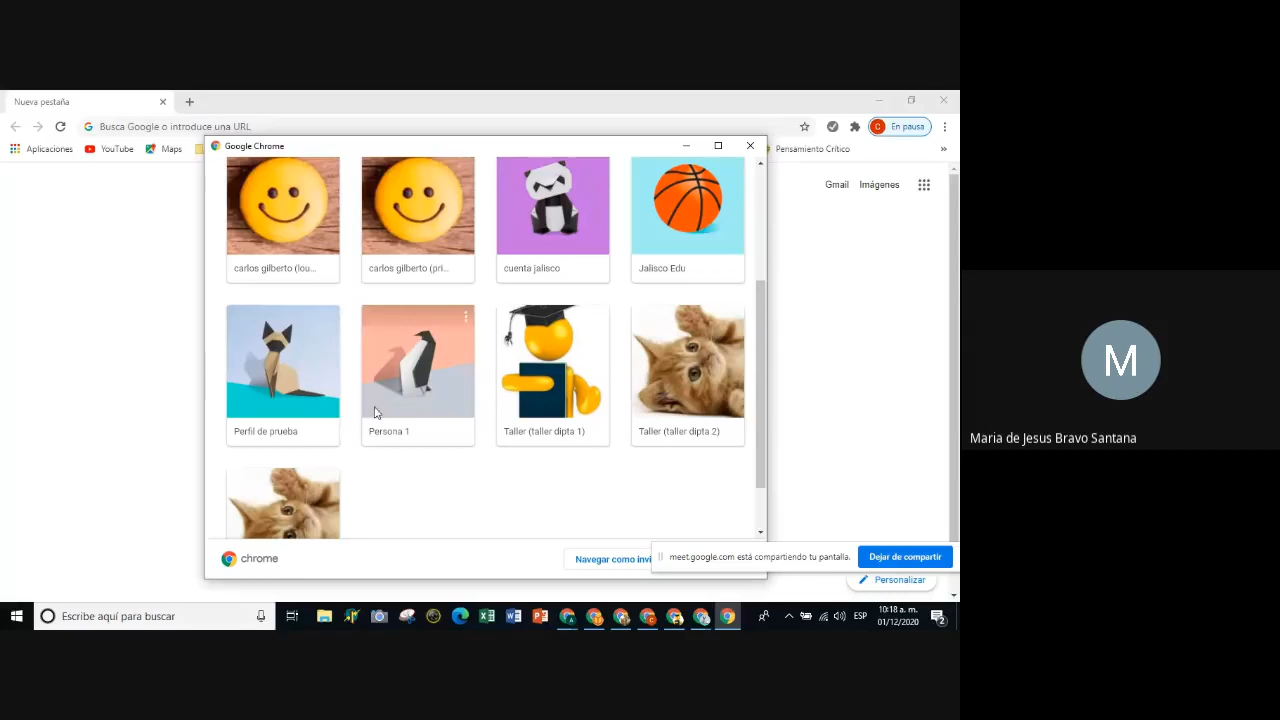 Nueva pestaña
Busca Google o introduce una URL
En pausa
Aplicaciones
YouTube
Maps
Pensamiento Crítico
»
Google Chrome
Gmail
Imágenes
carlos gilberto (lou...
carlos gilberto (pri...
cuenta jalisco
Jalisco Edu
Perfil de prueba
Persona 1
Taller (taller dipta 1)
Taller (taller dipta 2)
M
Maria de Jesus Bravo Santana
chrome
Navegar como invi
meet.google.com está compartiendo tu pantalla.
Dejar de compartir
Personalizar
Escribe aquí para buscar
ESP
10:18 a. m.
01/12/2020
2